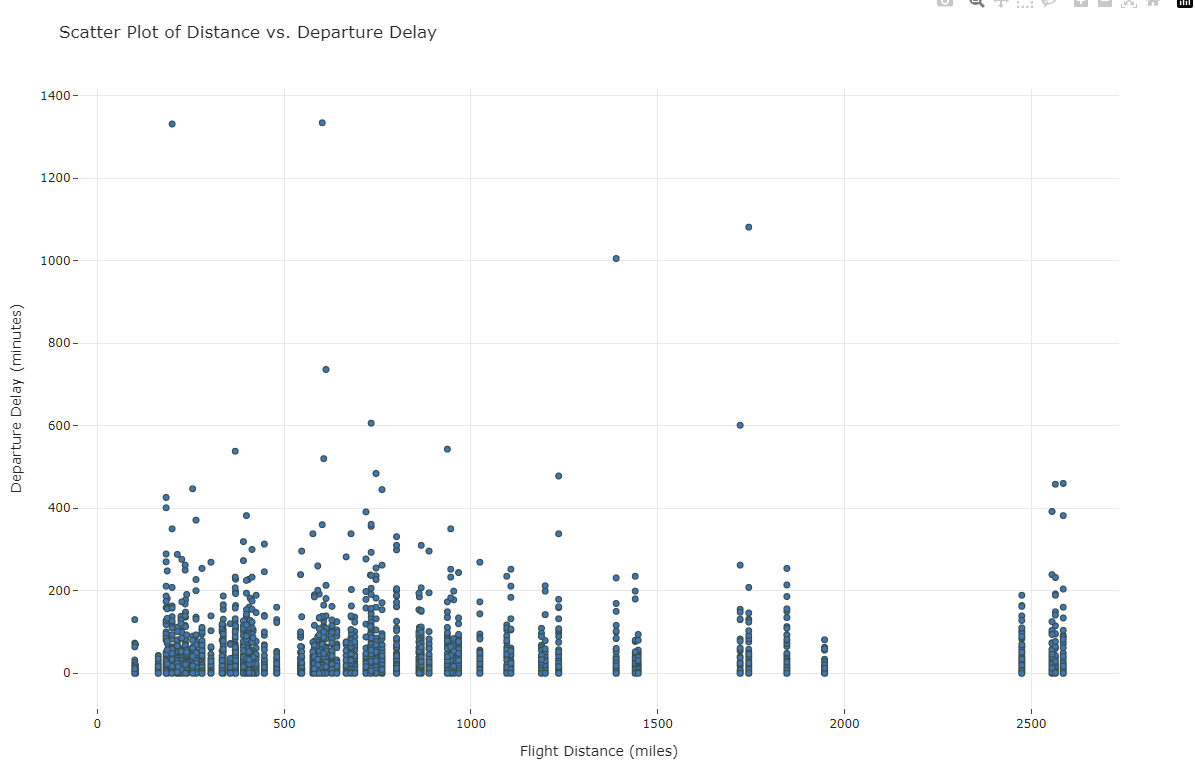 Scatter Plot of Distance vs. Departure Delay
1400
1200
1000
800
600
400
200
0
Departure Delay (minutes)
0 500 1000 1500 2000 2500
Flight Distance (miles)